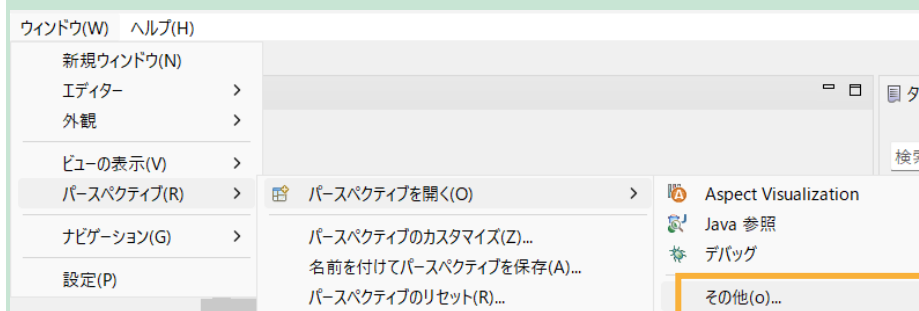 ウィンドウ(W) ヘルプ(H)
新規ウィンドウ(N)
エディター
外観
ビューの表示(V)
パースペクティブ(R)
ナビゲーション(G)
設定(P)
パースペクティブを開く(O)
パースペクティブのカスタマイズ(Z)...
名前を付けてパースペクティブを保存(A)...
パースペクティブのリセット(R)...
Aspect Visualization
Java 参照
デバッグ
その他(o)...
タ